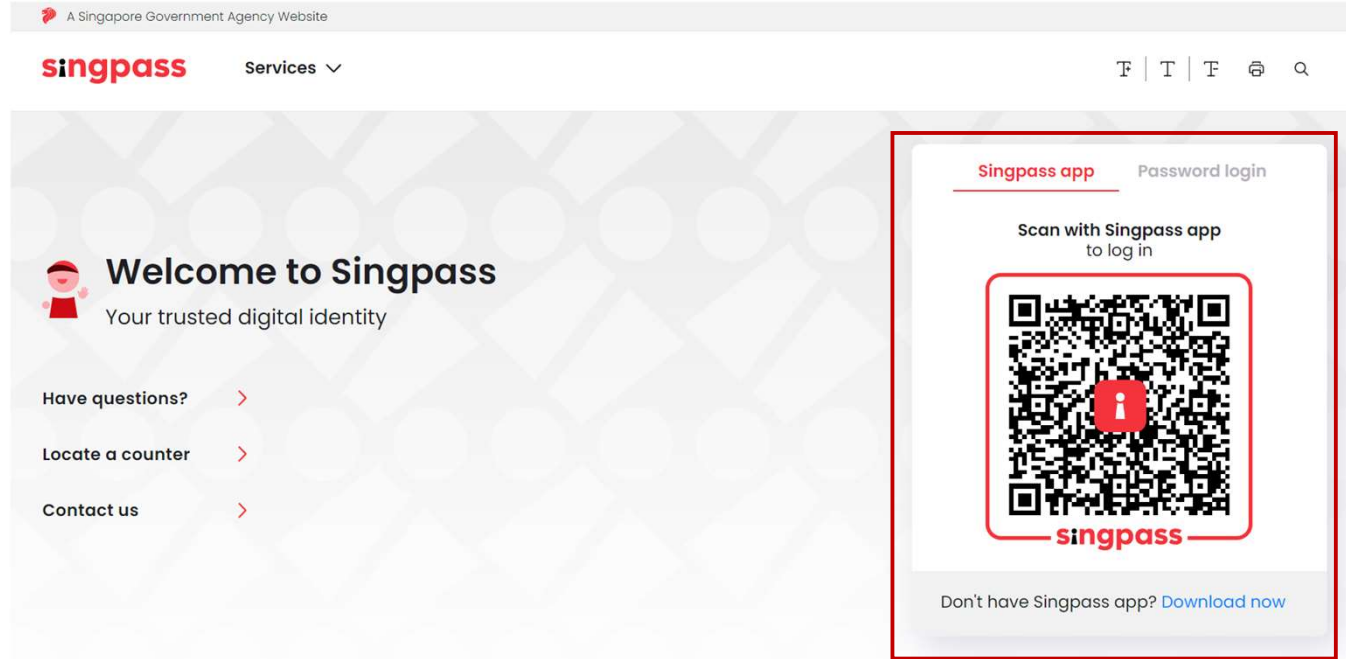 A Singapore Government Agency Website
singpass
Services
Singpass app
Password login
Scan with Singpass app
to log in
singpass
Don't have Singpass app? Download now
Welcome to Singpass
Your trusted digital identity
Have questions?
Locate a counter
Contact us